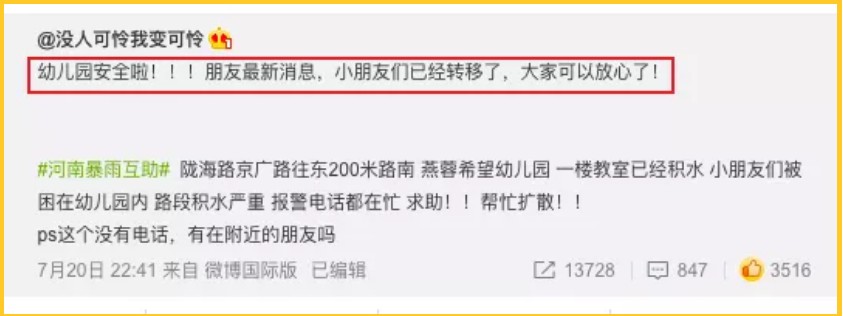 @没人可怜我变可怜
幼儿园安全啦！！！朋友最新消息，小朋友们已经转移了，大家可以放心了！
#河南暴雨互助# 陇海路京广路往东200米路南 燕蓉希望幼儿园 一楼教室已经积水 小朋友们被
困在幼儿园内 路段积水严重 报警电话都在忙 求助！！帮忙扩散！！
ps这个没有电话，有在附近的朋友吗
7月20日 22:41 来自 微博国际版 已编辑 13728 847 3516